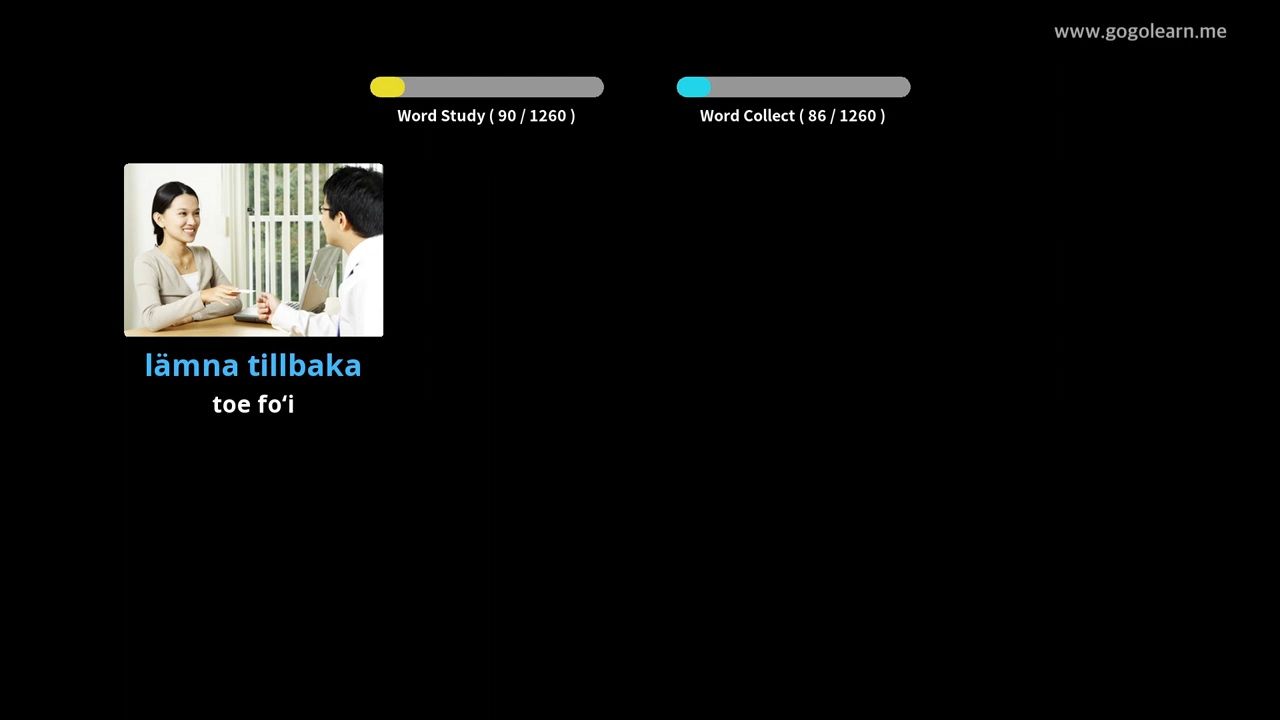 www.gogolearn.me
Word Study ( 90 / 1260 )
Word Collect ( 86 / 1260 )
lämna tillbaka
toe fo‘i